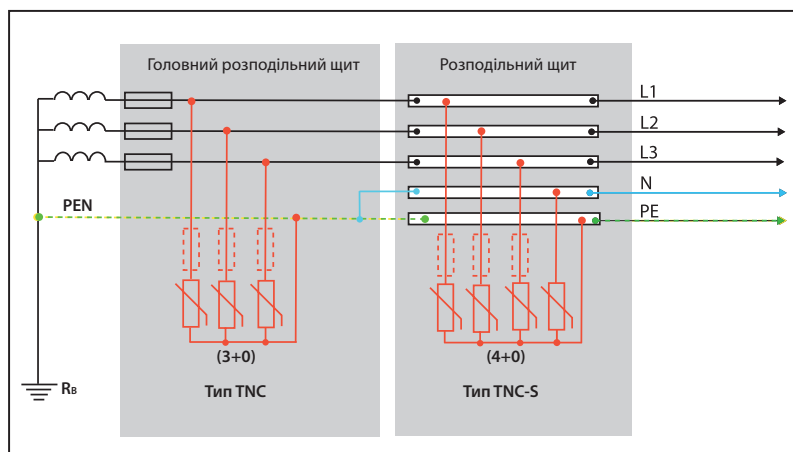 Головний розподільний щит
Розподільний щит
L1
L2
L3
N
PEN
PE
(3+0)
(4+0)
RB
Тип TNC
Тип TNC-S